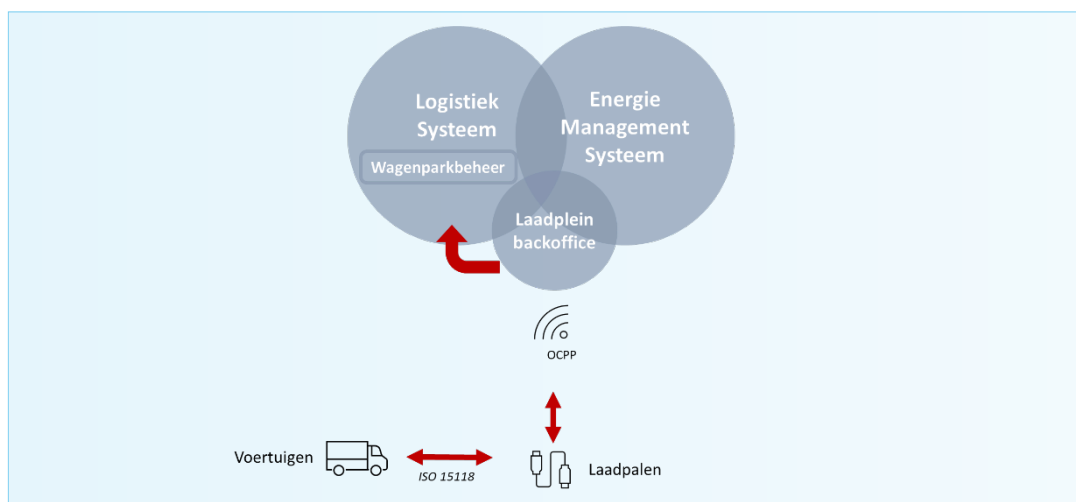 Logistiek
Systeem
Wagenparkbeheer
Energie
Management
Systeem
Laadplein
backoffice
OCPP
Voertuigen
ISO 15118
Laadpalen